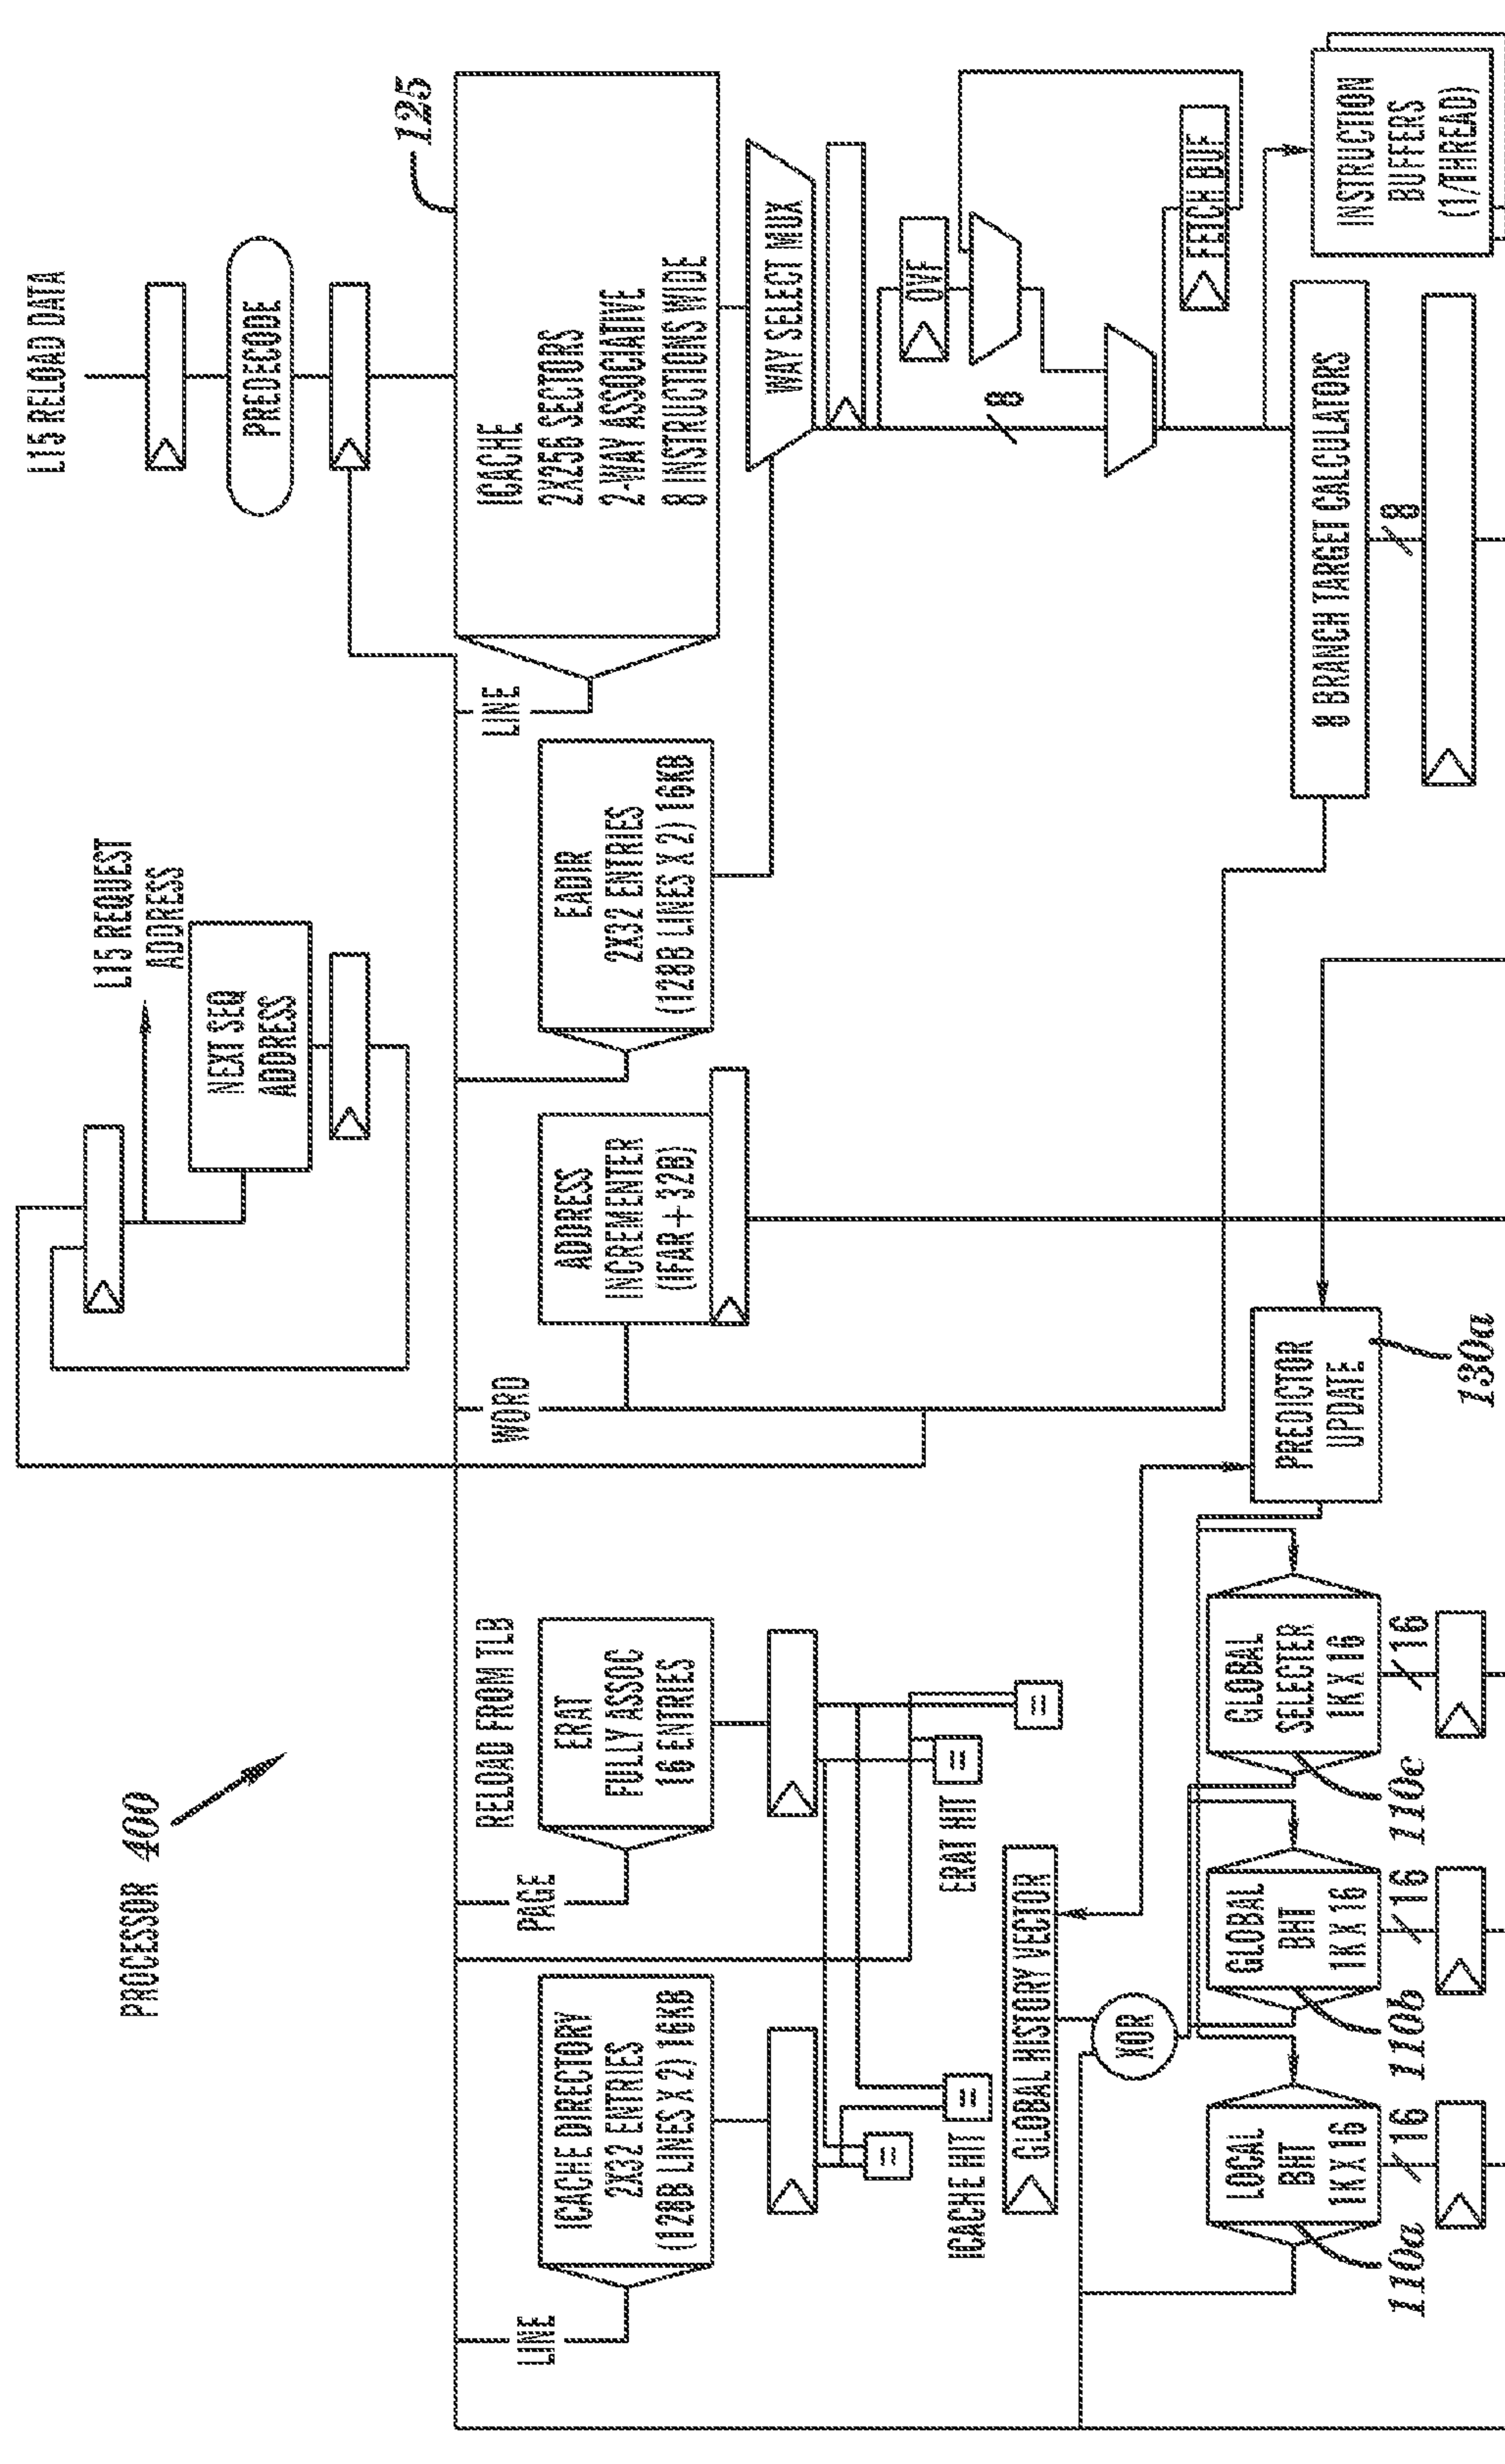 PROCESSOR 400
L15 REQUEST
ADDRESS
L15 RELOAD DATA
NEXT SEQ
ADDRESS
PREDECODE
125
LINE
ICACHE DIRECTORY
2X32 ENTRIES
(128B LINES X 2) 16KB
PAGE
RELOAD FROM TLB
ERAT
FULLY ASSOC
16 ENTRIES
WORD
ADDRESS
INCREMENTER
(IFAR + 32B)
EADIR
2X32 ENTRIES
(128B LINES X 2) 16KB
LINE
ICACHE
2X256 SECTORS
2-WAY ASSOCIATIVE
8 INSTRUCTIONS WIDE
WAY SELECT MUX
=
=
ICACHE HIT
=
ERAT HIT
=
OVF
8
GLOBAL HISTORY VECTOR
XOR
FETCH BUF
LOCAL
BHT
1K X 16
GLOBAL
BHT
1K X 16
GLOBAL
SELECTER
1K X 16
PREDICTOR
UPDATE
8 BRANCH TARGET CALCULATORS
INSTRUCTION
BUFFERS
(1/THREAD)
110a
16
110b
16
110c
16
130a
8